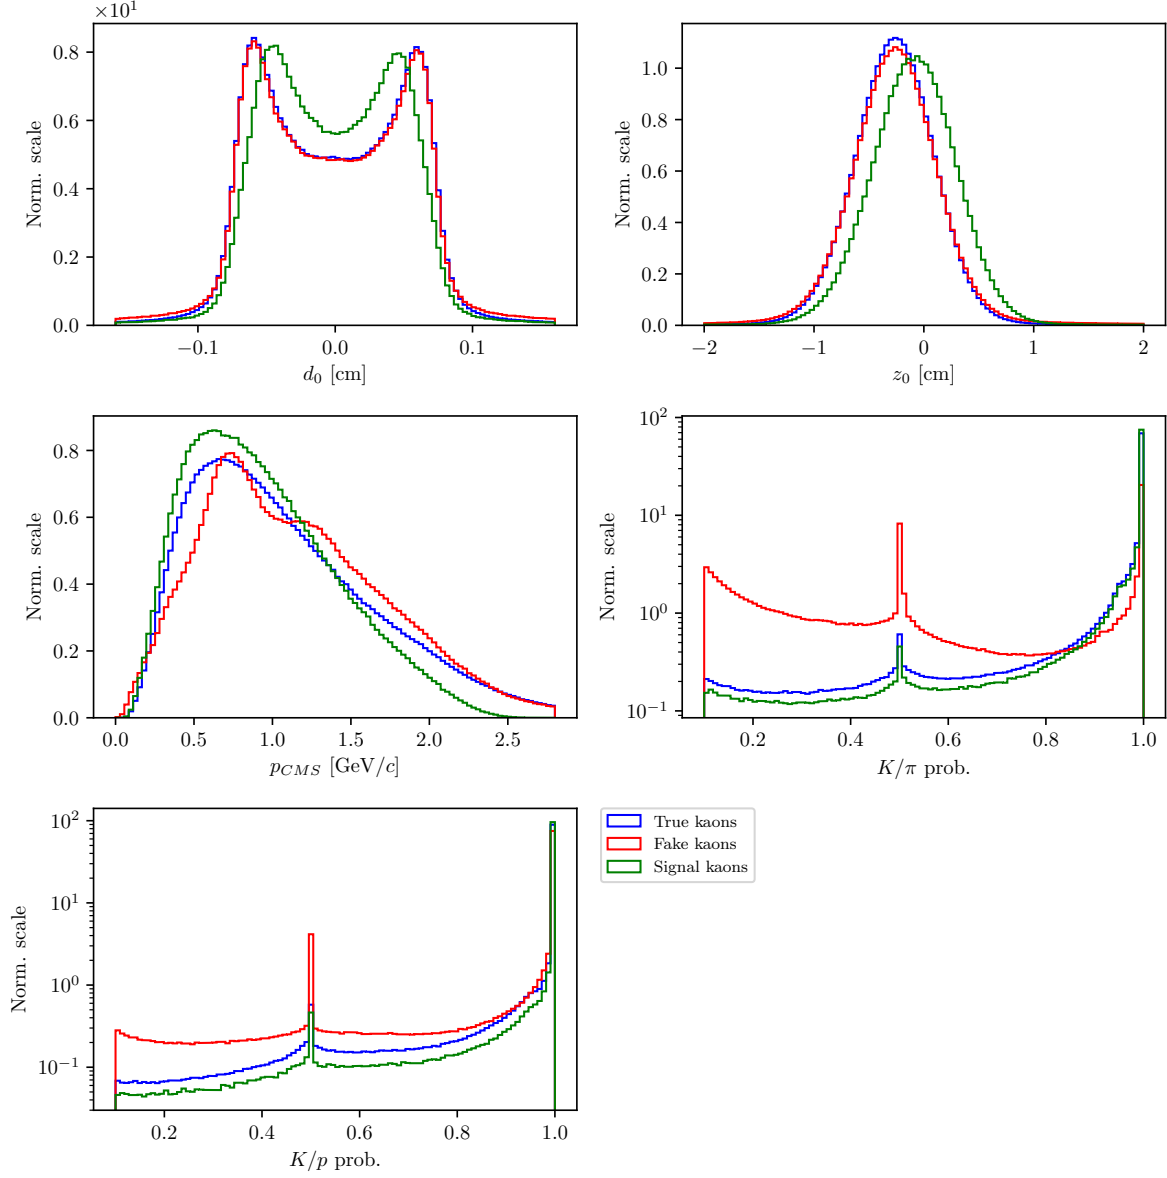 ×10¹
0.8
0.6
0.4
0.2
0.0
Norm. scale
−0.1 0.0 0.1
d₀ [cm]
1.0
0.8
0.6
0.4
0.2
0.0
Norm. scale
−2 −1 0 1 2
z₀ [cm]
0.8
0.6
0.4
0.2
0.0
Norm. scale
0.0 0.5 1.0 1.5 2.0 2.5
p_CMS [GeV/c]
10²
10¹
10⁰
10⁻¹
Norm. scale
0.2 0.4 0.6 0.8 1.0
K/π prob.
10²
10¹
10⁰
10⁻¹
Norm. scale
0.2 0.4 0.6 0.8 1.0
K/p prob.
True kaons
Fake kaons
Signal kaons